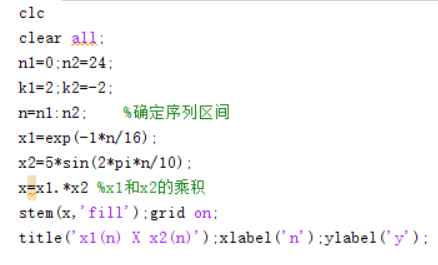 clc
clear all;
n1=0;n2=24;
k1=2;k2=-2;
n=n1:n2;    %确定序列区间
x1=exp(-1*n/16);
x2=5*sin(2*pi*n/10);
x=x1.*x2 %x1和x2的乘积
stem(x,'fill');grid on;
title('x1(n) X x2(n)');xlabel('n');ylabel('y');